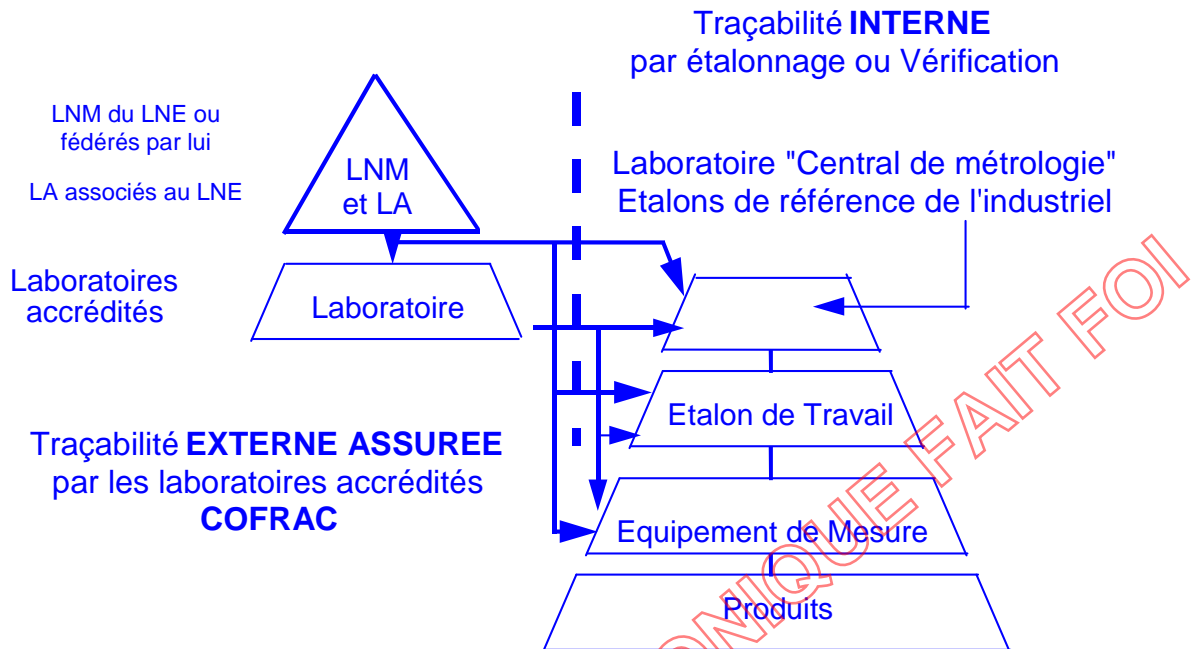 Traçabilité INTERNE
par étalonnage ou Vérification
LNM du LNE ou
fédérés par lui
LA associés au LNE
LNM
et LA
Laboratoire "Central de métrologie"
Etalons de référence de l'industriel
Laboratoires
accrédités
Laboratoire
Etalon de Travail
Traçabilité EXTERNE ASSUREE
par les laboratoires accrédités
COFRAC
Equipement de Mesure
Produits
ONIQUE FAIT FOI